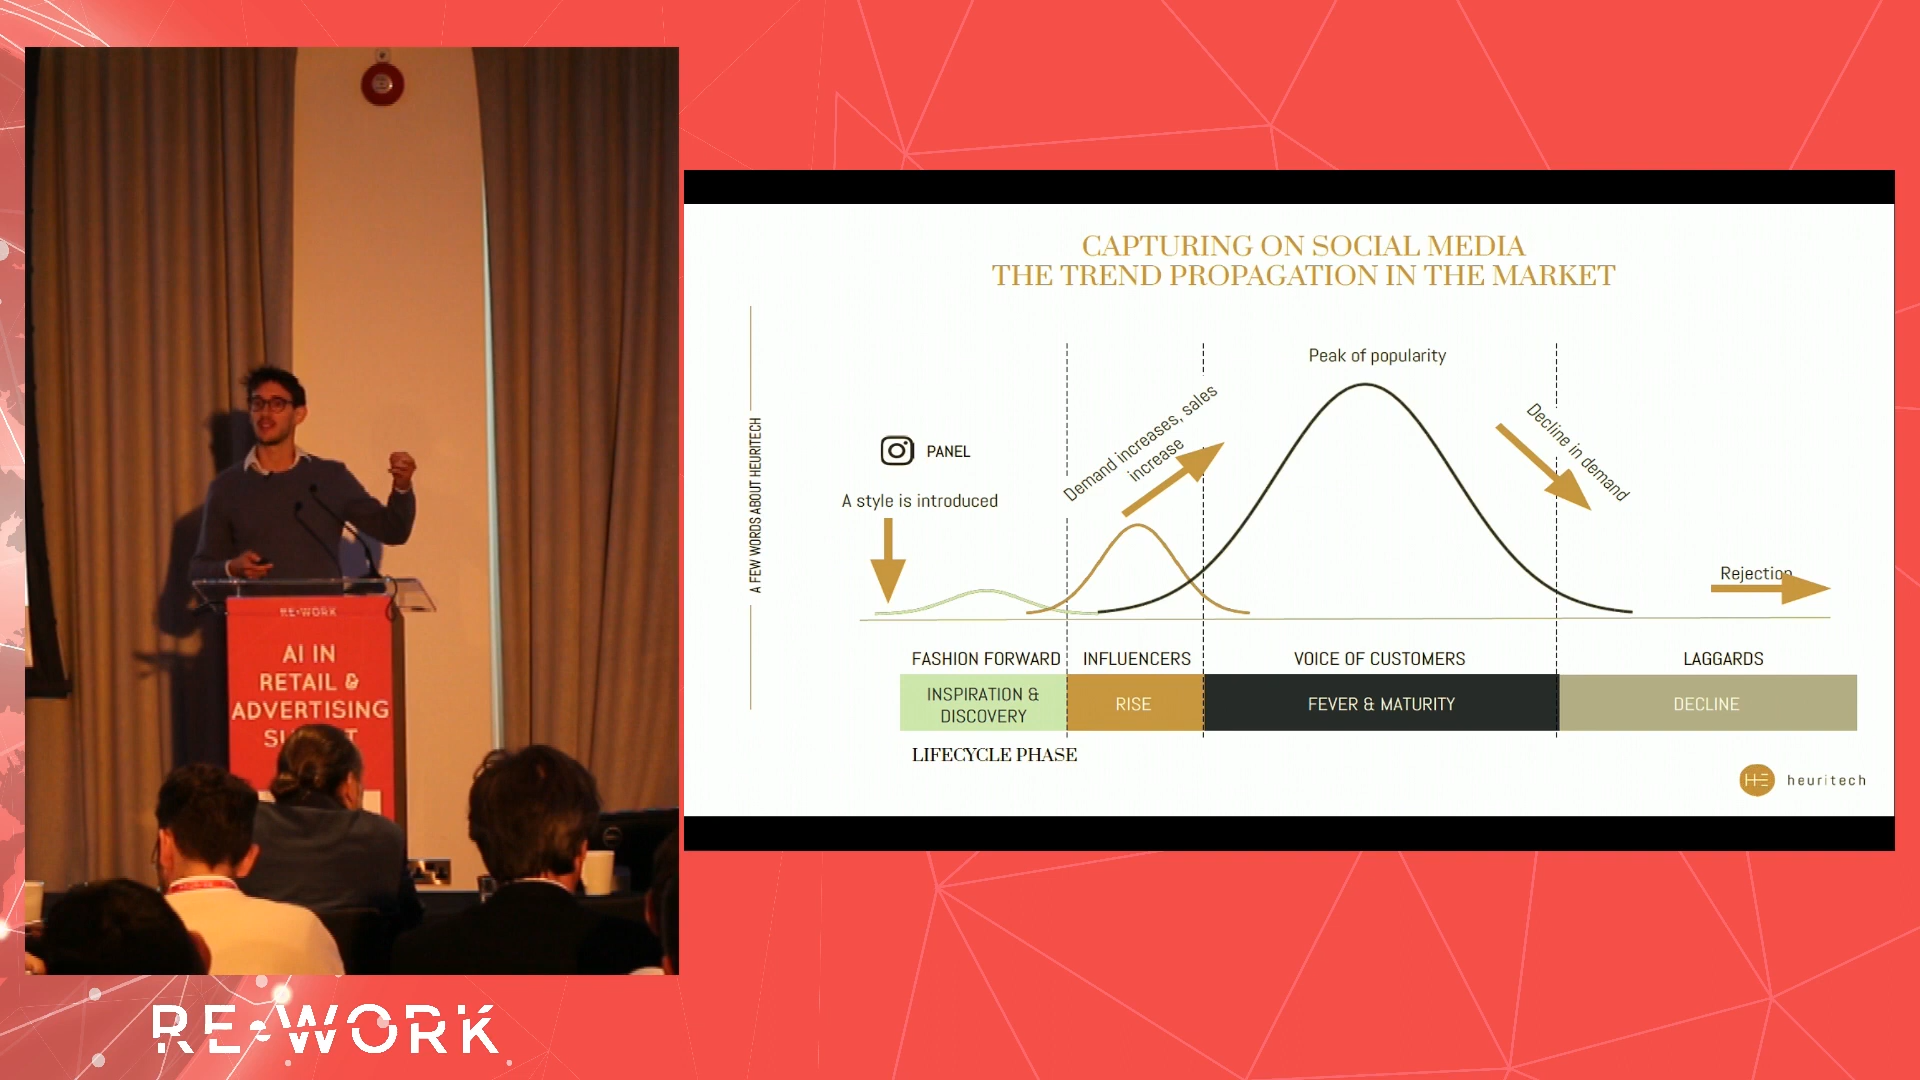 RE•WORK
AI IN
RETAIL &
ADVERTISING
RE•WORK
CAPTURING ON SOCIAL MEDIA
THE TREND PROPAGATION IN THE MARKET
A FEW WORDS ABOUT HEURITECH
PANEL
A style is introduced
Demand increases, sales
increase
Peak of popularity
Decline in demand
Rejection
FASHION FORWARD
INFLUENCERS
VOICE OF CUSTOMERS
LAGGARDS
INSPIRATION &
DISCOVERY
RISE
FEVER & MATURITY
DECLINE
LIFECYCLE PHASE
HE heuritech